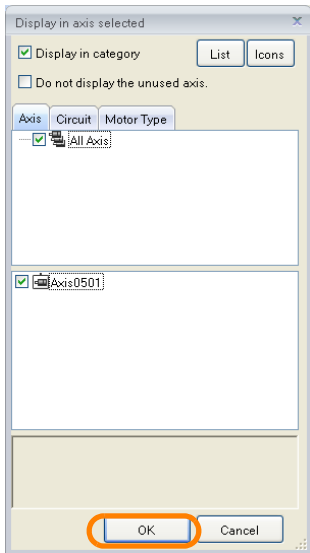 Display in axis selected x
Display in category List Icons
Do not display the unused axis.
Axis Circuit Motor Type
All Axis
Axis0501
OK Cancel